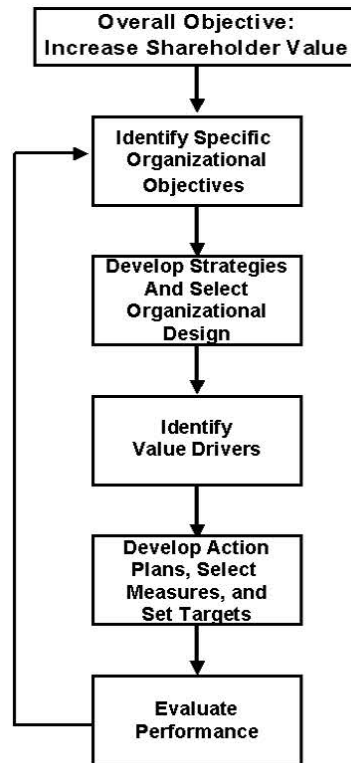 Overall Objective:
Increase Shareholder Value
Identify Specific
Organizational
Objectives
Develop Strategies
And Select
Organizational
Design
Identify
Value Drivers
Develop Action
Plans, Select
Measures, and
Set Targets
Evaluate
Performance